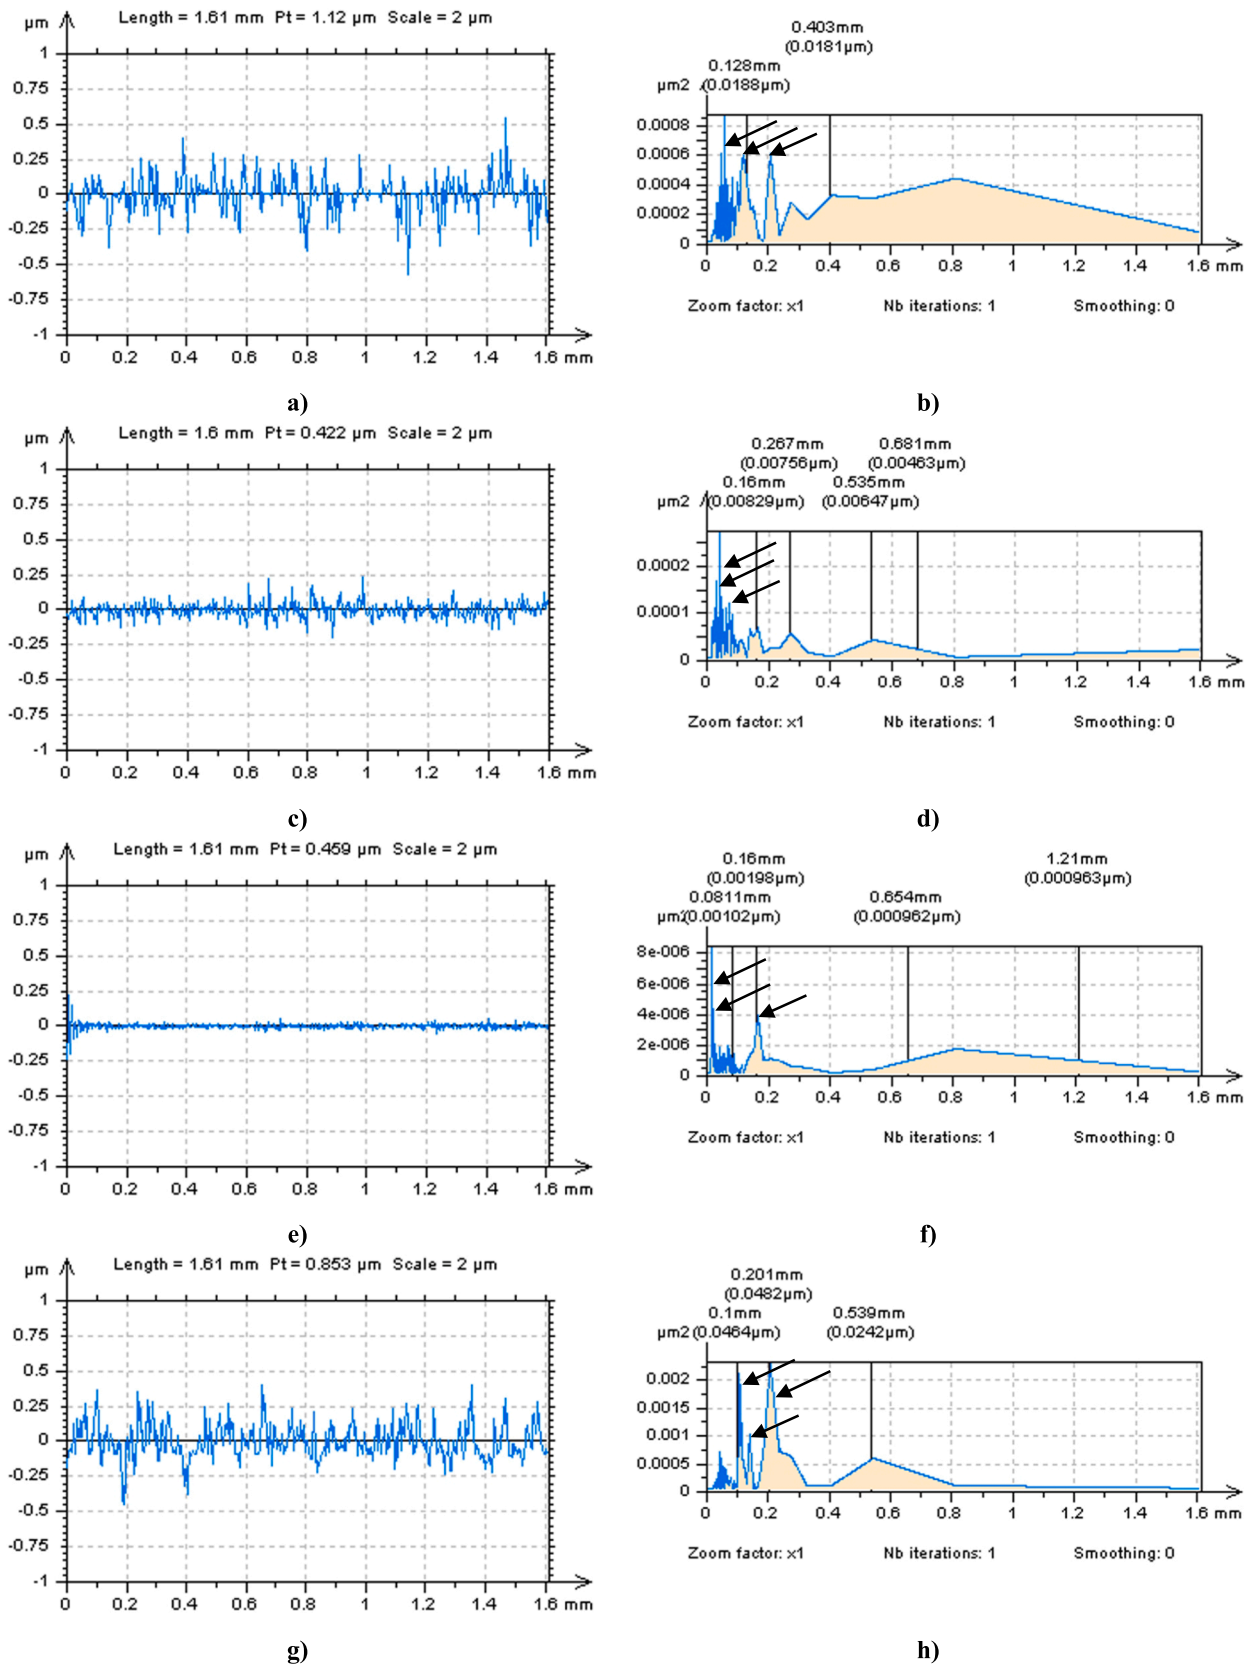 Length = 1.61 mm Pt = 1.12 µm Scale = 2 µm
µm
1
0.75
0.5
0.25
0
-0.25
-0.5
-0.75
-1
0 0.2 0.4 0.6 0.8 1 1.2 1.4 1.6 mm
a)
0.403mm
(0.0181µm)
0.128mm
µm2 (0.0188µm)
0.0008
0.0006
0.0004
0.0002
0
0 0.2 0.4 0.6 0.8 1 1.2 1.4 1.6 mm
Zoom factor: x1 Nb iterations: 1 Smoothing: 0
b)
Length = 1.6 mm Pt = 0.422 µm Scale = 2 µm
µm
1
0.75
0.5
0.25
0
-0.25
-0.5
-0.75
-1
0 0.2 0.4 0.6 0.8 1 1.2 1.4 1.6 mm
c)
0.267mm 0.681mm
(0.00756µm) (0.00463µm)
0.16mm 0.535mm
µm2 (0.00829µm) (0.00647µm)
0.0002
0.0001
0
0 0.2 0.4 0.6 0.8 1 1.2 1.4 1.6 mm
Zoom factor: x1 Nb iterations: 1 Smoothing: 0
d)
Length = 1.61 mm Pt = 0.459 µm Scale = 2 µm
µm
1
0.75
0.5
0.25
0
-0.25
-0.5
-0.75
-1
0 0.2 0.4 0.6 0.8 1 1.2 1.4 1.6 mm
e)
0.16mm 1.21mm
(0.00198µm) (0.000963µm)
0.0811mm 0.654mm
µm2 (0.00102µm) (0.000962µm)
8e-006
6e-006
4e-006
2e-006
0
0 0.2 0.4 0.6 0.8 1 1.2 1.4 1.6 mm
Zoom factor: x1 Nb iterations: 1 Smoothing: 0
f)
Length = 1.61 mm Pt = 0.853 µm Scale = 2 µm
µm
1
0.75
0.5
0.25
0
-0.25
-0.5
-0.75
-1
0 0.2 0.4 0.6 0.8 1 1.2 1.4 1.6 mm
g)
0.201mm
(0.0482µm)
0.1mm 0.539mm
µm2 (0.0464µm) (0.0242µm)
0.002
0.0015
0.001
0.0005
0
0 0.2 0.4 0.6 0.8 1 1.2 1.4 1.6 mm
Zoom factor: x1 Nb iterations: 1 Smoothing: 0
h)